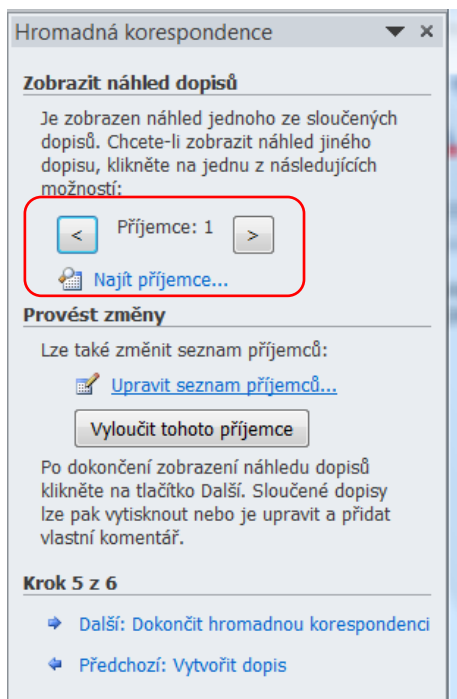 Hromadná korespondence
Zobrazit náhled dopisů
Je zobrazen náhled jednoho ze sloučených
dopisů. Chcete-li zobrazit náhled jiného
dopisu, klikněte na jednu z následujících
možností:
< Příjemce: 1 >
Najít příjemce...
Provést změny
Lze také změnit seznam příjemců:
Upravit seznam příjemců...
Vyloučit tohoto příjemce
Po dokončení zobrazení náhledu dopisů
klikněte na tlačítko Další. Sloučené dopisy
lze pak vytisknout nebo je upravit a přidat
vlastní komentář.
Krok 5 z 6
Další: Dokončit hromadnou korespondenci
Předchozí: Vytvořit dopis